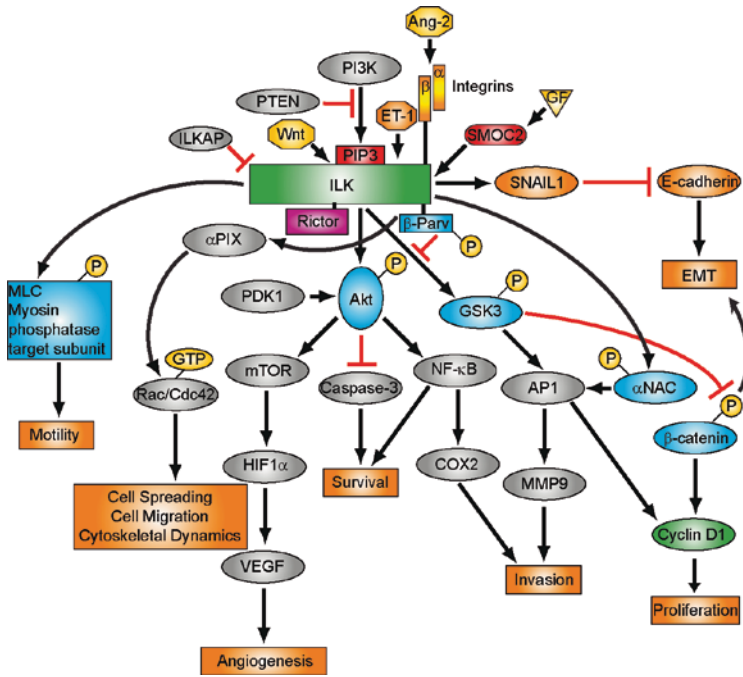 Ang-2
PI3K
β
α
Integrins
PTEN
ET-1
GF
Wnt
SMOC2
ILKAP
PIP3
ILK
SNAIL1
E-cadherin
Rictor
β-Parv
P
αPIX
P
EMT
MLC
Myosin
phosphatase
target subunit
P
PDK1
Akt
P
GSK3
GTP
Rac/Cdc42
mTOR
Caspase-3
NF-κB
AP1
P
αNAC
P
β-catenin
Motility
HIF1α
Survival
COX2
MMP9
Cell Spreading
Cell Migration
Cytoskeletal Dynamics
Cyclin D1
VEGF
Invasion
Proliferation
Angiogenesis
P